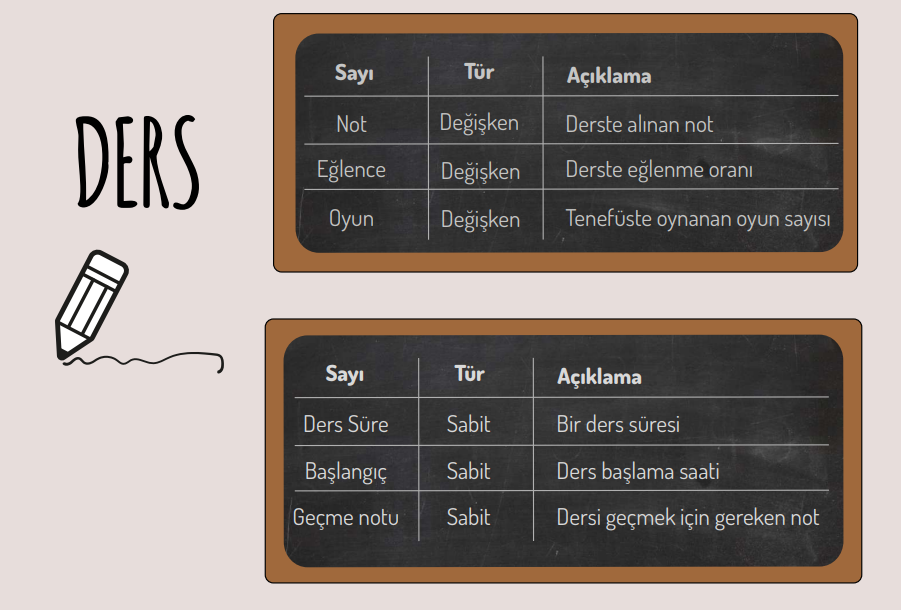 DERS
Sayı Tür Açıklama
Not Değişken Derste alınan not
Eğlence Değişken Derste eğlenme oranı
Oyun Değişken Tenefüste oynanan oyun sayısı
Sayı Tür Açıklama
Ders Süre Sabit Bir ders süresi
Başlangıç Sabit Ders başlama saati
Geçme notu Sabit Dersi geçmek için gereken not